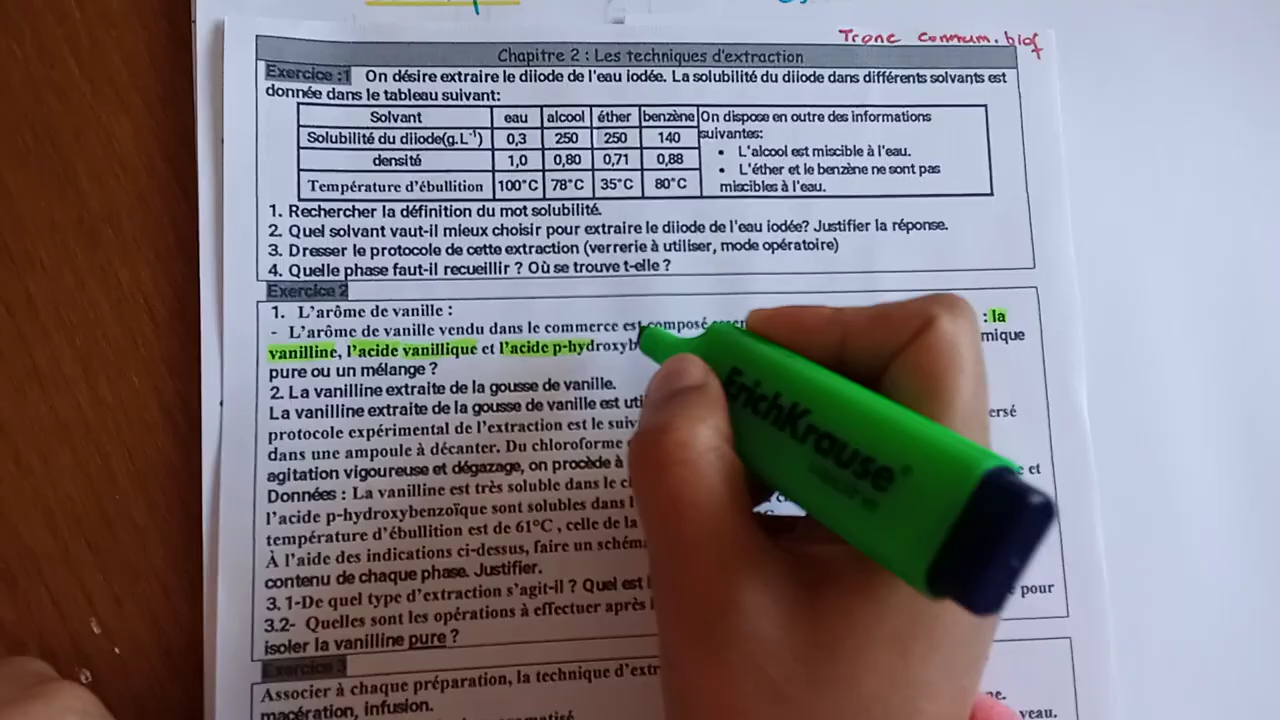 Tronc commum. biof
Chapitre 2 : Les techniques d'extraction
Exercice :1 On désire extraire le diiode de l'eau iodée. La solubilité du diiode dans différents solvants est
donnée dans le tableau suivant:
Solvant eau alcool éther benzène
Solubilité du diiode(g.L⁻¹) 0,3 250 250 140
densité 1,0 0,80 0,71 0,88
Température d'ébullition 100°C 78°C 35°C 80°C
On dispose en outre des informations
suivantes:
• L'alcool est miscible à l'eau.
• L'éther et le benzène ne sont pas
miscibles à l'eau.
1. Rechercher la définition du mot solubilité.
2. Quel solvant vaut-il mieux choisir pour extraire le diiode de l'eau iodée? Justifier la réponse.
3. Dresser le protocole de cette extraction (verrerie à utiliser, mode opératoire)
4. Quelle phase faut-il recueillir ? Où se trouve t-elle ?
Exercice 2
1. L'arôme de vanille :
- L'arôme de vanille vendu dans le commerce est composé : la
vanilline, l'acide vanillique et l'acide p-hydroxyb mique
pure ou un mélange ?
2. La vanilline extraite de la gousse de vanille.
La vanilline extraite de la gousse de vanille est uti ersé
protocole expérimental de l'extraction est le suiv
dans une ampoule à décanter. Du chloroforme
agitation vigoureuse et dégazage, on procède à et
Données : La vanilline est très soluble dans le
l'acide p-hydroxybenzoïque sont solubles dans
température d'ébullition est de 61°C , celle de la
À l'aide des indications ci-dessus, faire un schém
contenu de chaque phase. Justifier.
3. 1-De quel type d'extraction s'agit-il ? Quel est pour
3.2- Quelles sont les opérations à effectuer après
isoler la vanilline pure ?
Exercice 3
Associer à chaque préparation, la technique d'extr ne.
macération, infusion. veau.
ErichKrause